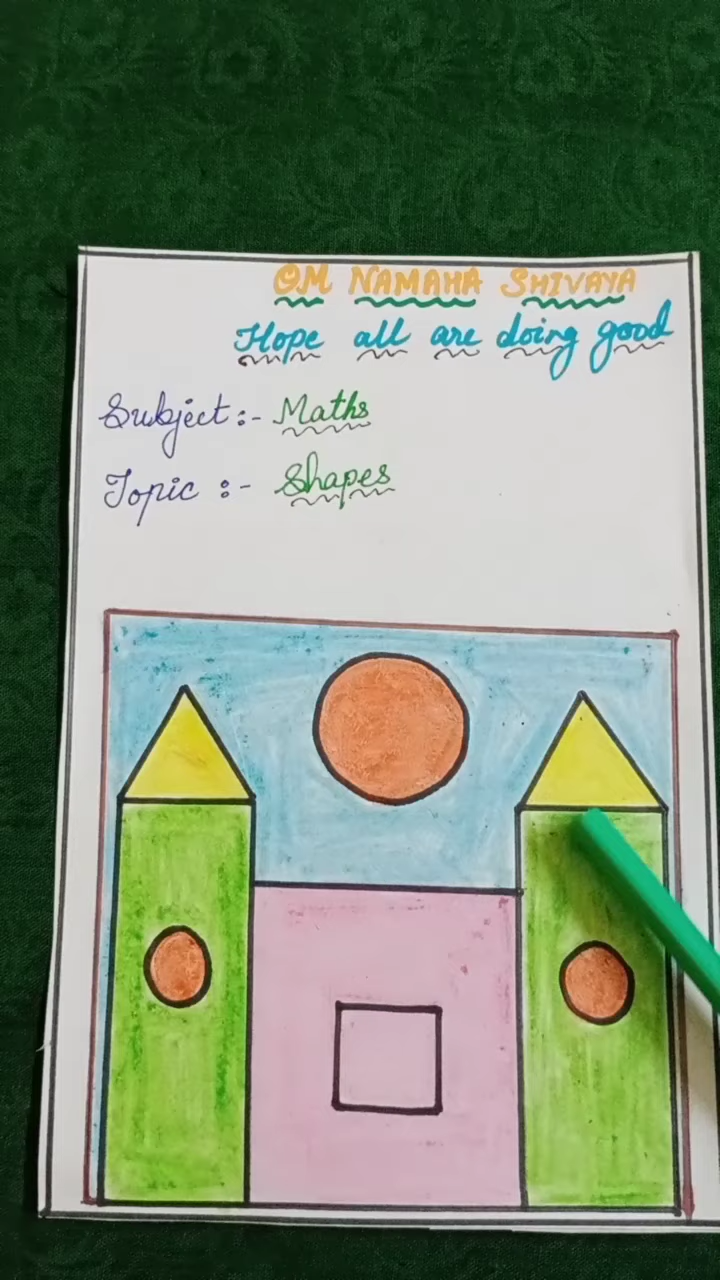 OM NAMAHA SHIVAYA
Hope all are doing good
Subject:- Maths
Topic :- Shapes